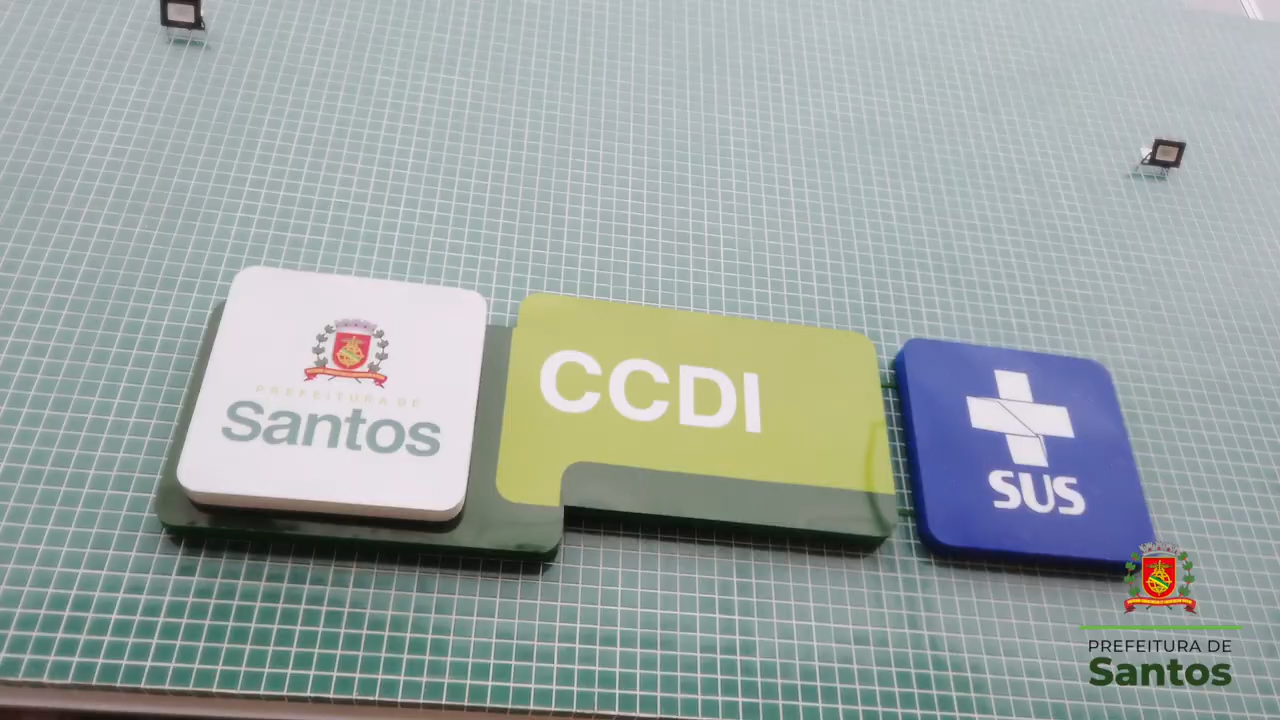 PREFEITURA DE
Santos
CCDI
SUS
PREFEITURA DE
Santos